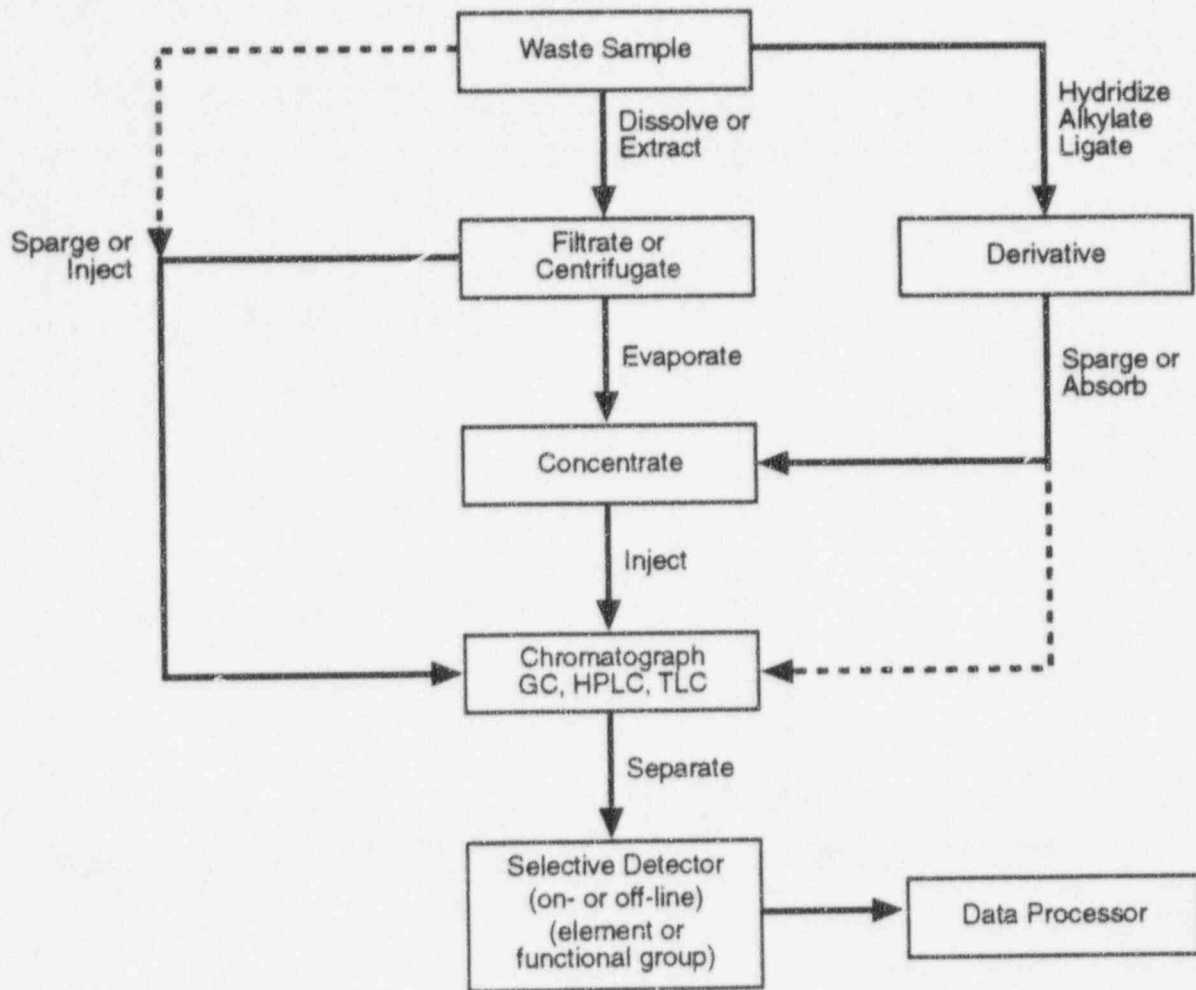 Waste Sample
Dissolve or
Extract
Hydridize
Alkylate
Ligate
Sparge or
Inject
Filtrate or
Centrifugate
Derivative
Evaporate
Sparge or
Absorb
Concentrate
Inject
Chromatograph
GC, HPLC, TLC
Separate
Selective Detector
(on- or off-line)
(element or
functional group)
Data Processor